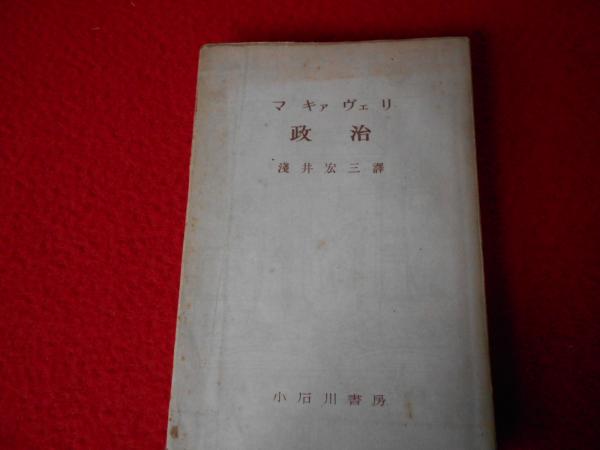 マキァヴェリ
政治
淺井宏三譯
小石川書房